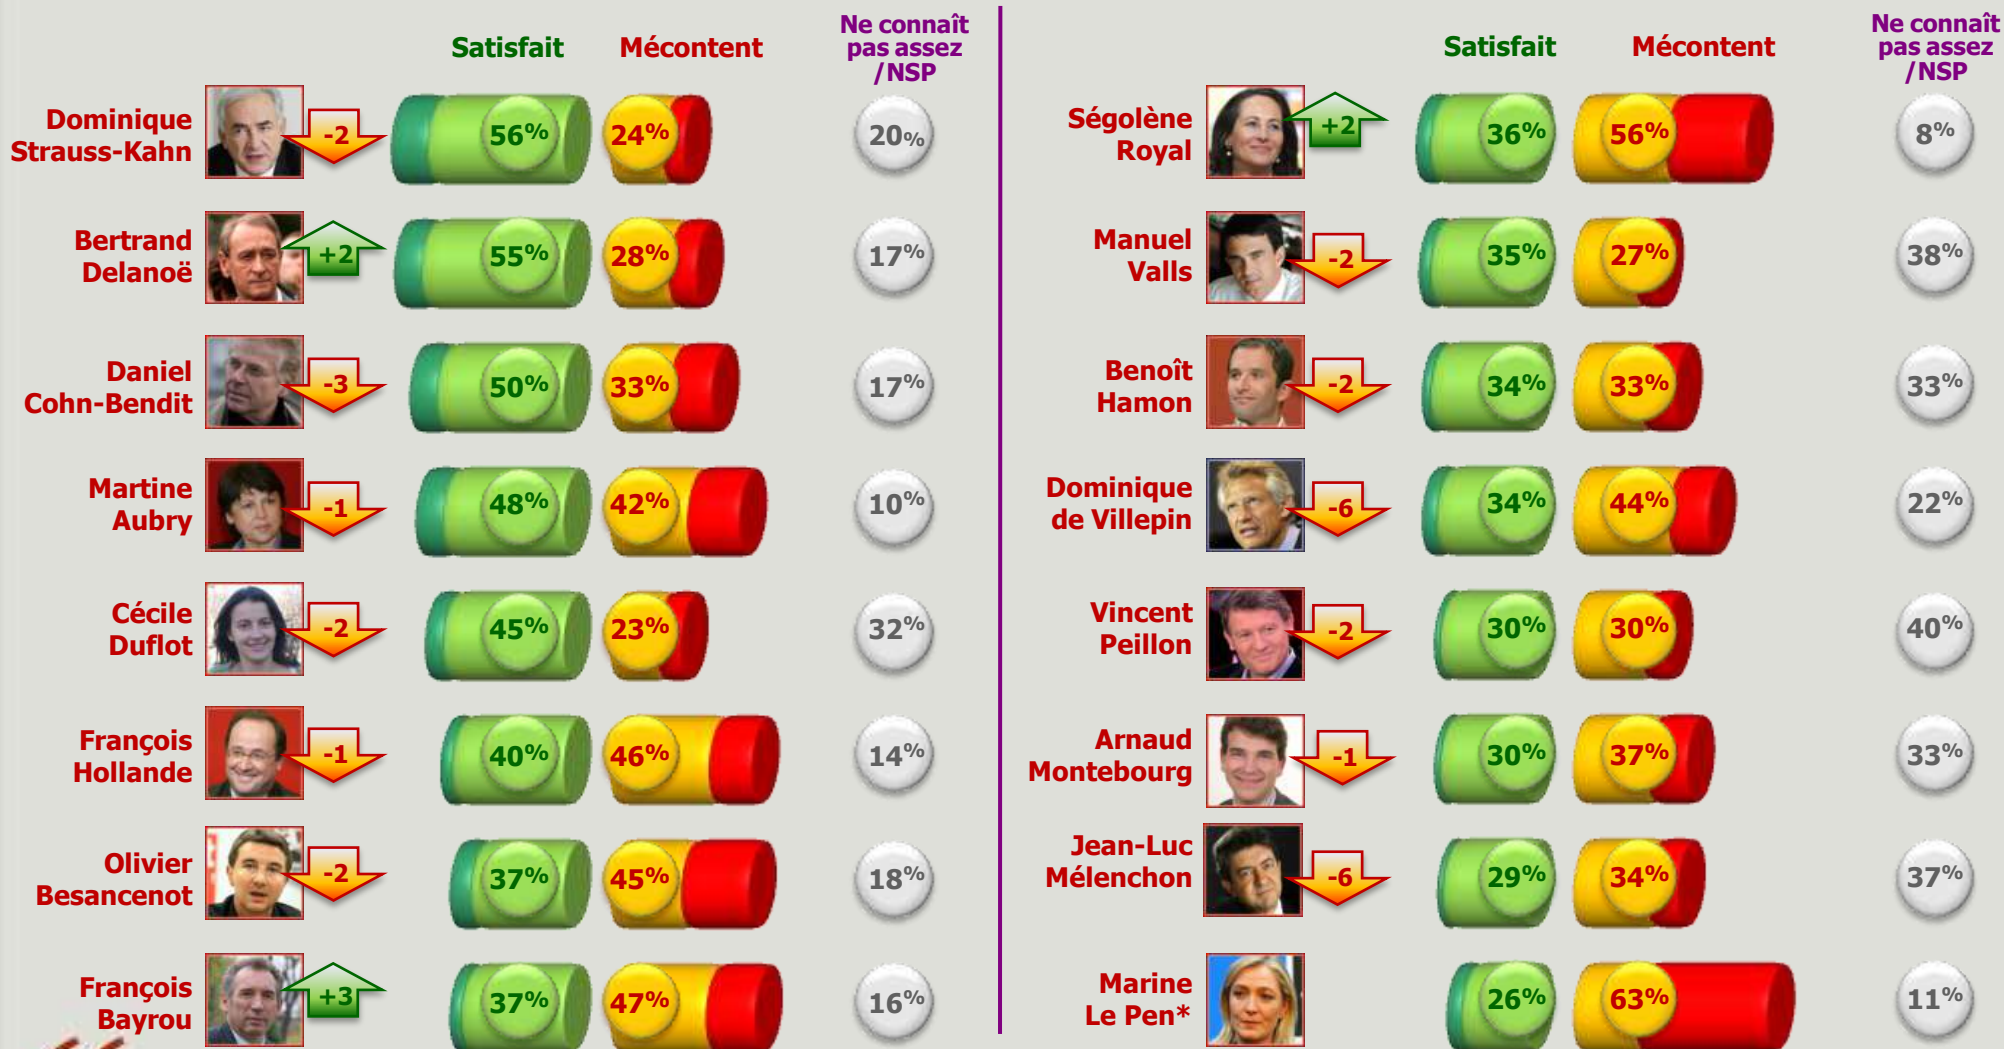 Satisfait Mécontent Ne connaît
pas assez
/NSP
Dominique
Strauss-Kahn
-2 56% 24% 20%
Bertrand
Delanoë
+2 55% 28% 17%
Daniel
Cohn-Bendit
-3 50% 33% 17%
Martine
Aubry
-1 48% 42% 10%
Cécile
Duflot
-2 45% 23% 32%
François
Hollande
-1 40% 46% 14%
Olivier
Besancenot
-2 37% 45% 18%
François
Bayrou
+3 37% 47% 16%
Satisfait Mécontent Ne connaît
pas assez
/NSP
Ségolène
Royal
+2 36% 56% 8%
Manuel
Valls
-2 35% 27% 38%
Benoît
Hamon
-2 34% 33% 33%
Dominique
de Villepin
-6 34% 44% 22%
Vincent
Peillon
-2 30% 30% 40%
Arnaud
Montebourg
-1 30% 37% 33%
Jean-Luc
Mélenchon
-6 29% 34% 37%
Marine
Le Pen*
26% 63% 11%